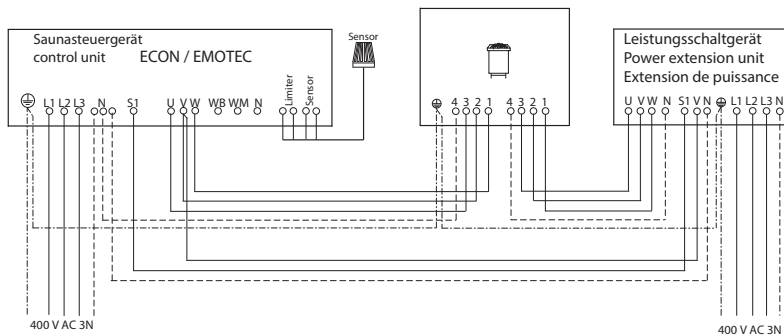 Saunasteuergerät
control unit ECON / EMOTEC
L1 L2 L3 N S1 U V W WB WM N Limiter Sensor
Sensor
4 3 2 1 4 3 2 1
Leistungsschaltgerät
Power extension unit
Extension de puissance
U V W N S1 V N L1 L2 L3 N
400 V AC 3N
400 V AC 3N